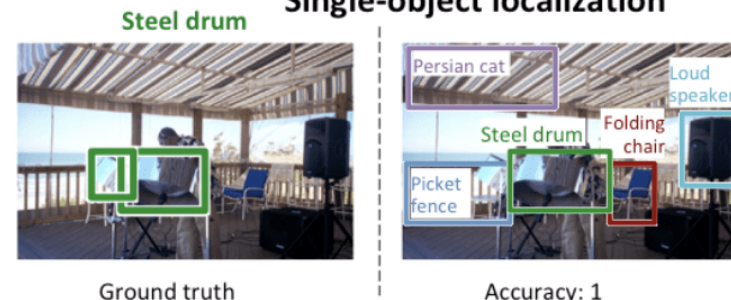 Single-object localization
Steel drum
Persian cat
Loud
speaker
Steel drum
Folding
chair
Picket
fence
Ground truth
Accuracy: 1